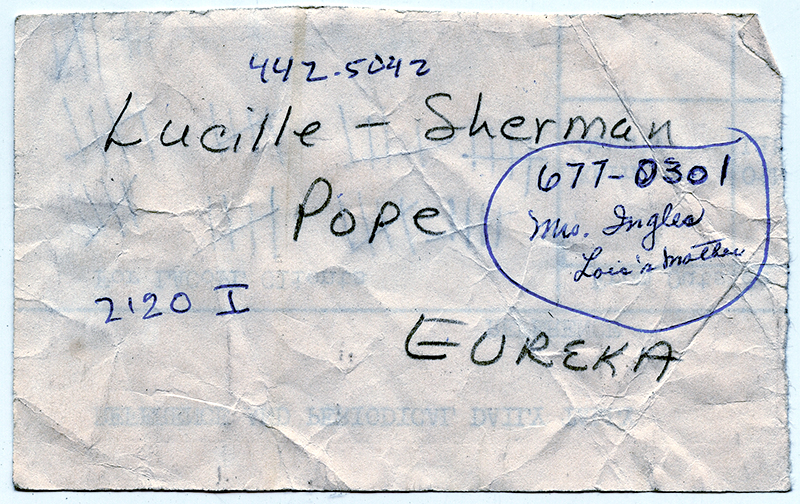 442-5042
Lucille - Sherman
Pope
677-0301
Mrs. Ingles
Lois's mother
2120 I
EUREKA